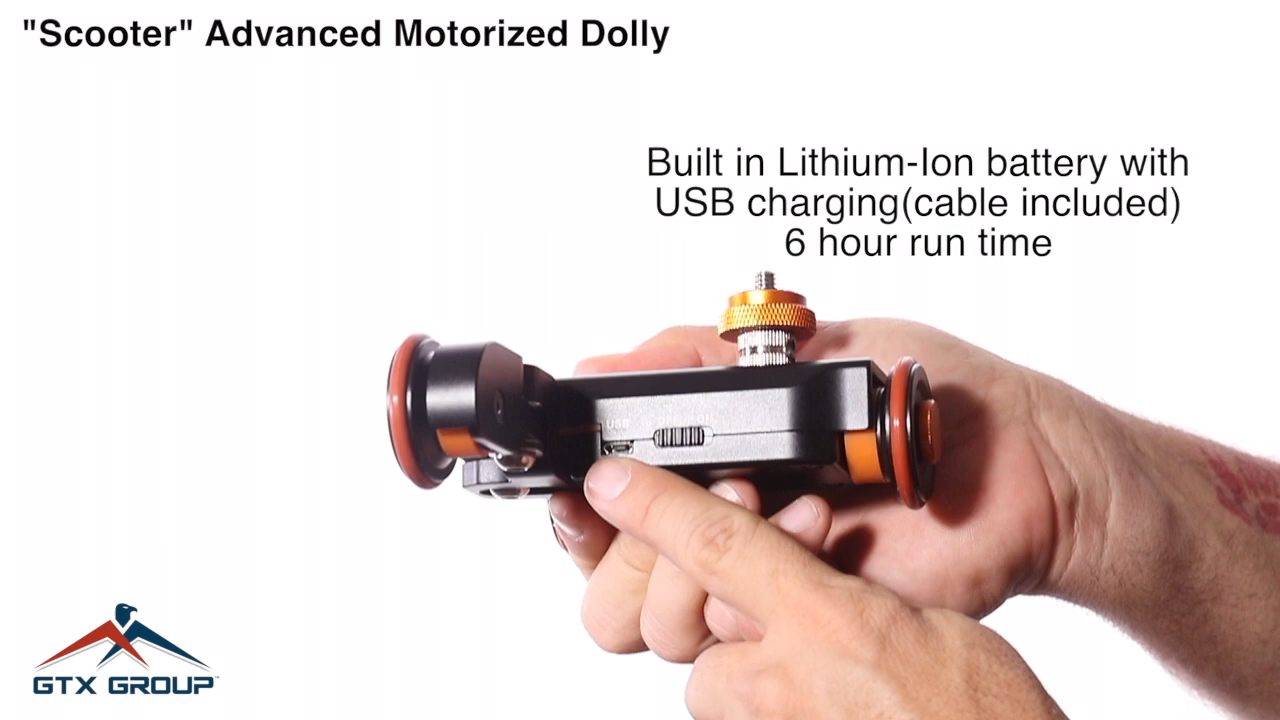 "Scooter" Advanced Motorized Dolly
Built in Lithium-Ion battery with
USB charging(cable included)
6 hour run time
USB
GTX GROUP™